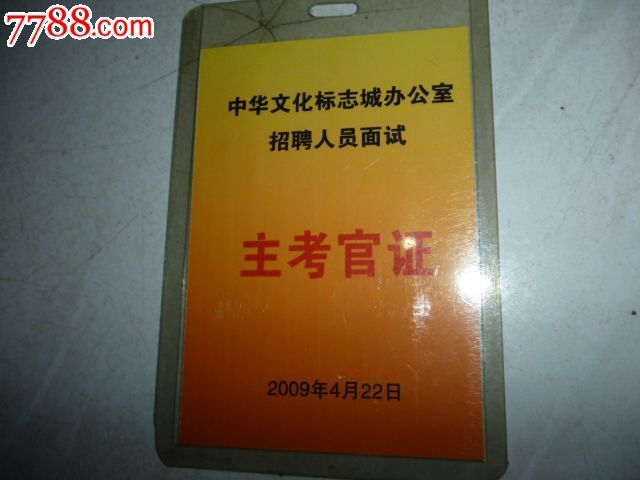 7788.com
中华文化标志城办公室
招聘人员面试
主考官证
2009年4月22日